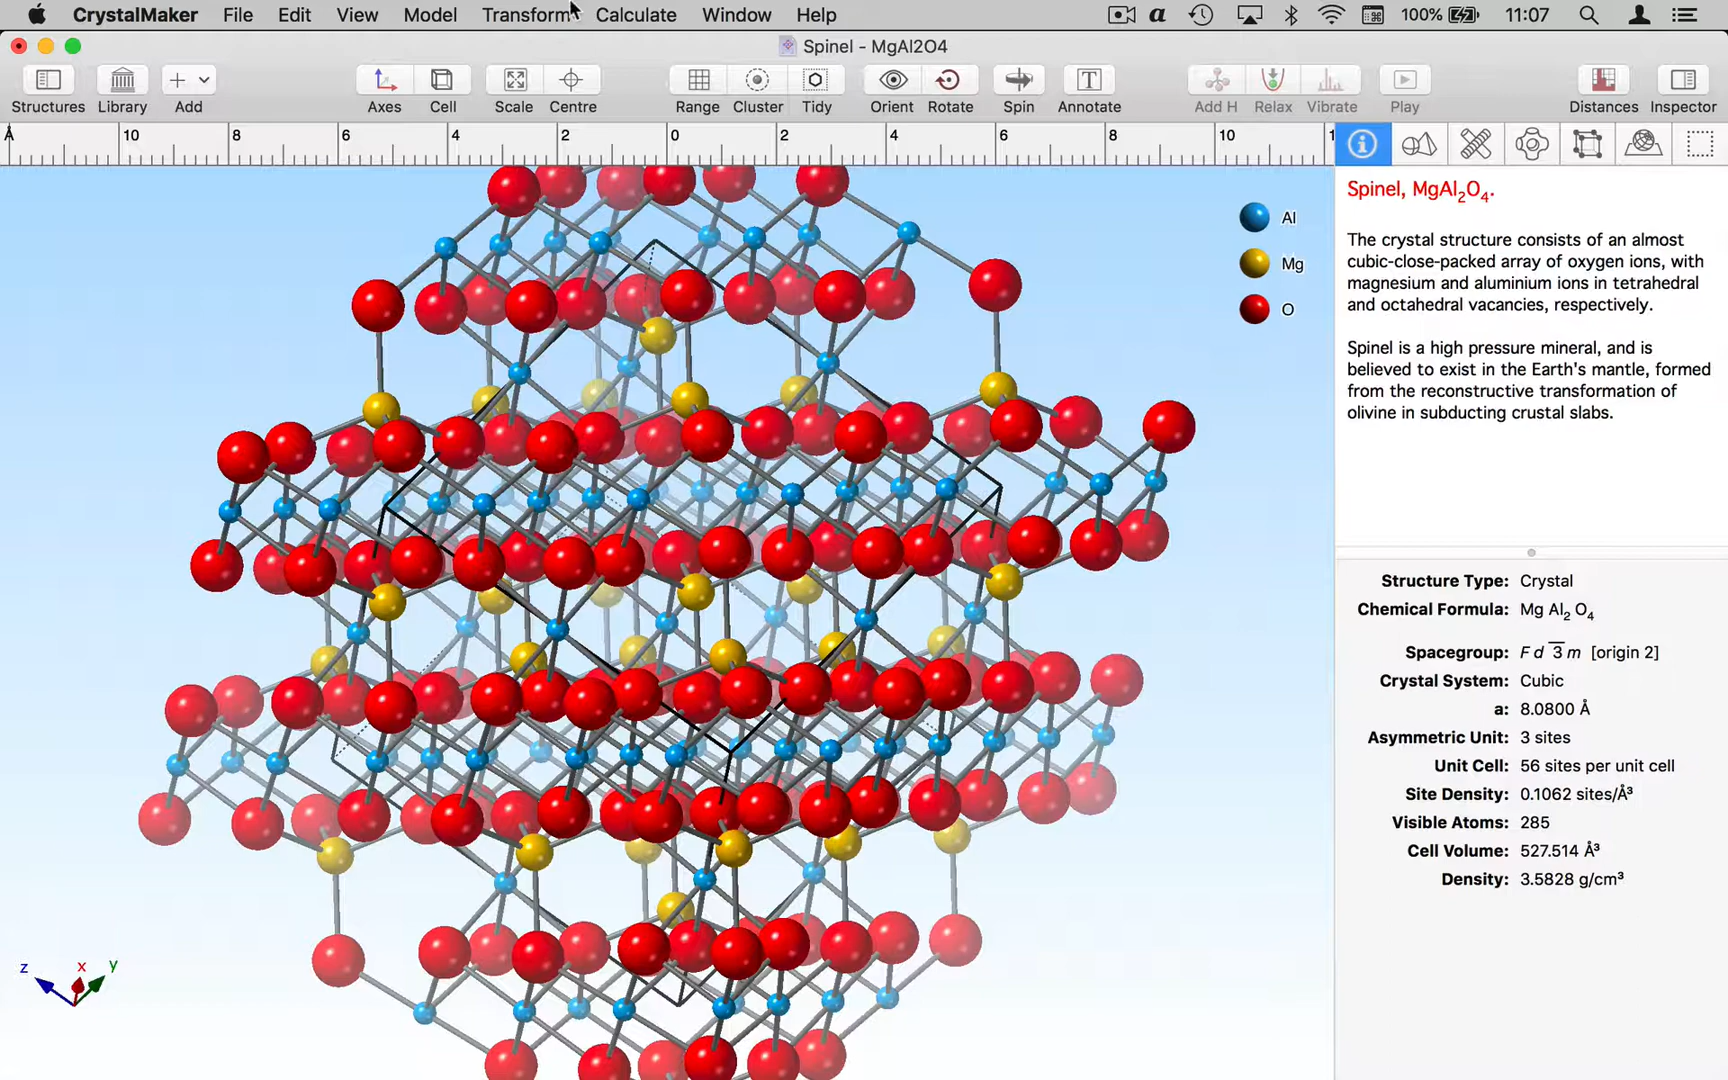 CrystalMaker File Edit View Model Transform Calculate Window Help 100% 11:07
Spinel - MgAl2O4
Structures Library Add Axes Cell Scale Centre Range Cluster Tidy Orient Rotate Spin Annotate Add H Relax Vibrate Play Distances Inspector
Å 10 8 6 4 2 0 2 4 6 8 10 1
Al
Mg
O
z x y
Spinel, MgAl₂O₄.
The crystal structure consists of an almost
cubic-close-packed array of oxygen ions, with
magnesium and aluminium ions in tetrahedral
and octahedral vacancies, respectively.
Spinel is a high pressure mineral, and is
believed to exist in the Earth's mantle, formed
from the reconstructive transformation of
olivine in subducting crustal slabs.
Structure Type: Crystal
Chemical Formula: Mg Al₂ O₄
Spacegroup: F d 3̅ m [origin 2]
Crystal System: Cubic
a: 8.0800 Å
Asymmetric Unit: 3 sites
Unit Cell: 56 sites per unit cell
Site Density: 0.1062 sites/Å³
Visible Atoms: 285
Cell Volume: 527.514 Å³
Density: 3.5828 g/cm³